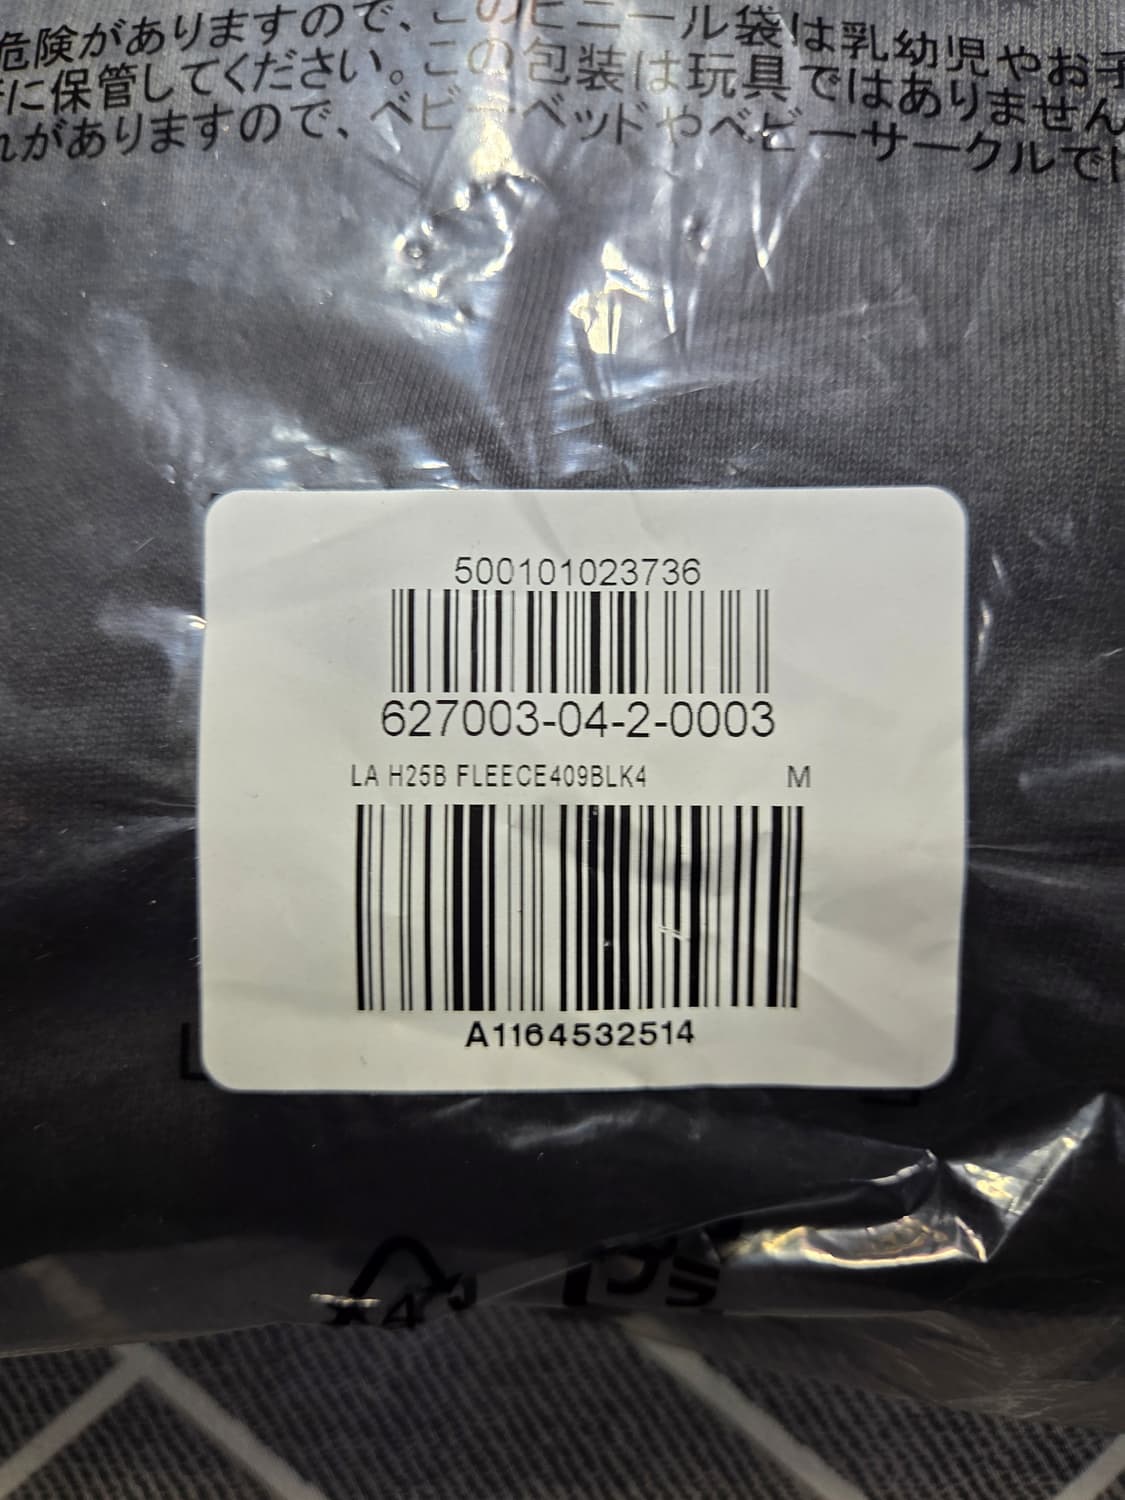 危険がありますので、このビニール袋は乳幼児やお子
に保管してください。この包装は玩具ではありません
れがありますので、ベビーベッドやベビーサークルでは
500101023736
627003-04-2-0003
LA H25B FLEECE409BLK4 M
A1164532514